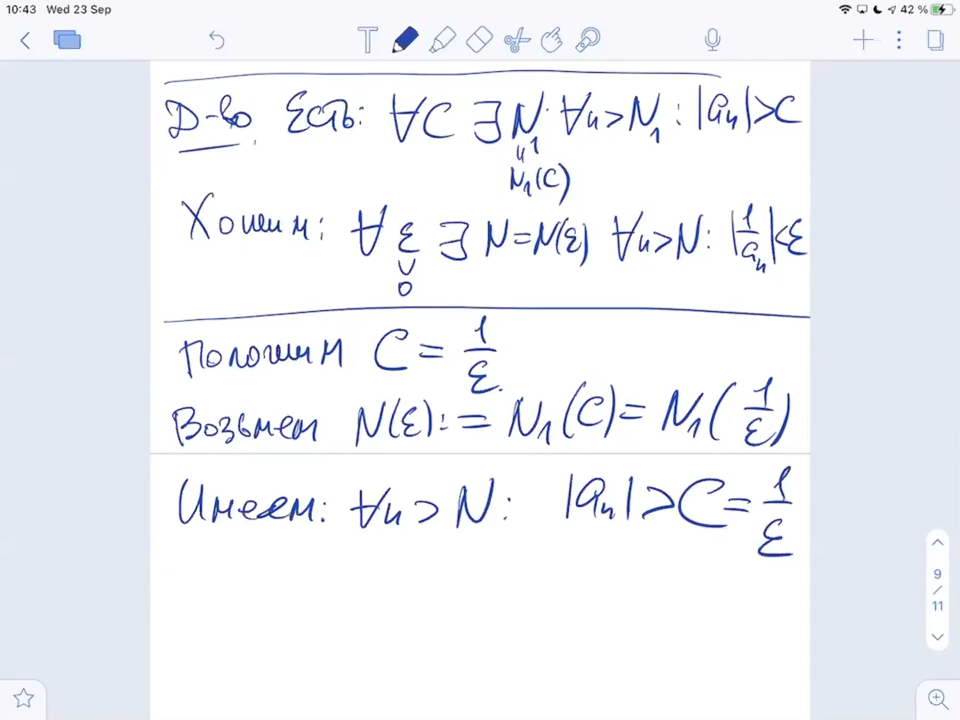 10:43 Wed 23 Sep
42 %
T
Д-во Есть: ∀C ∃N₁ ∀n>N₁: |aₙ|>C
N₁(C)
Хотим: ∀ε ∃ N=N(ε) ∀n>N: |1/aₙ|<ε
0
Положим C = 1/ε.
Возьмем N(ε):= N₁(C)= N₁(1/ε)
Имеем: ∀n > N: |aₙ|>C=1/ε
9
/
11